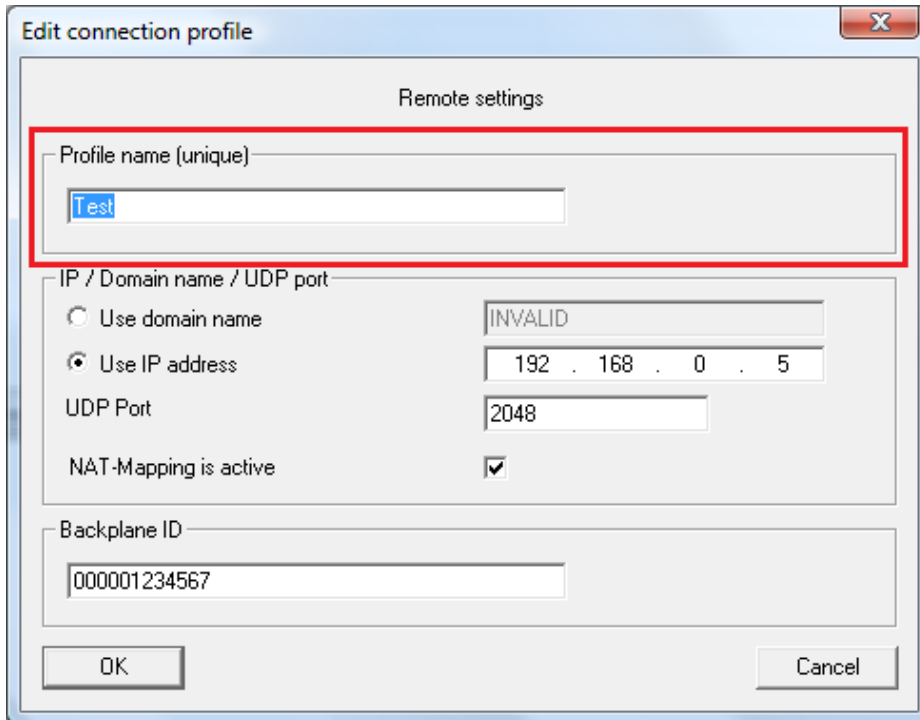 Edit connection profile
Remote settings
Profile name (unique)
Test
IP / Domain name / UDP port
Use domain name INVALID
Use IP address 192 . 168 . 0 . 5
UDP Port 2048
NAT-Mapping is active
Backplane ID
000001234567
OK Cancel